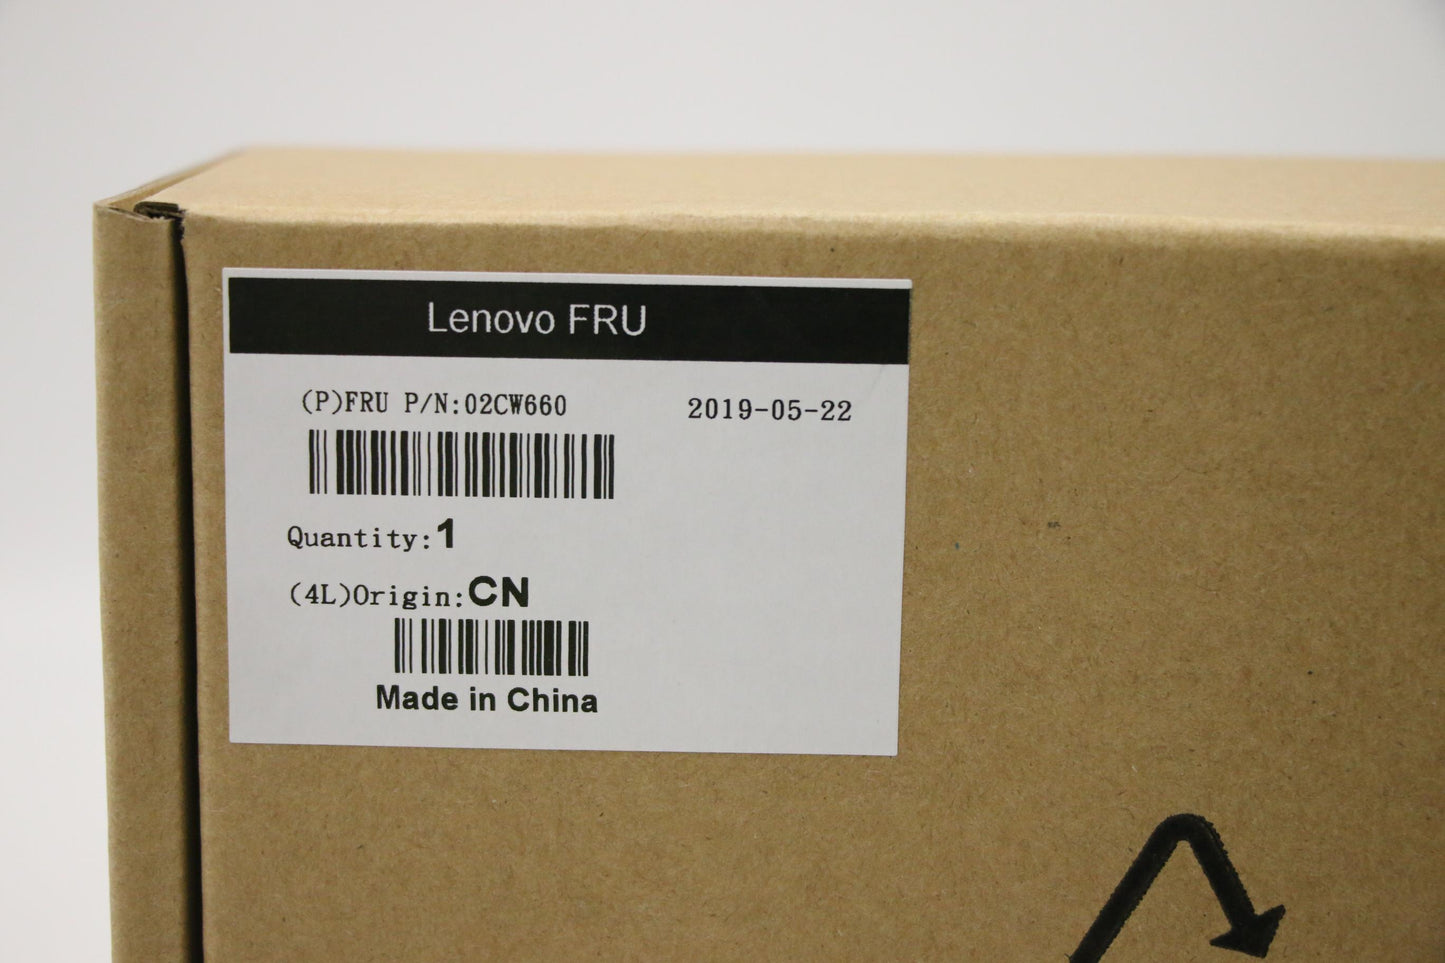 Lenovo FRU
(P)FRU P/N:02CW660 2019-05-22
Quantity:1
(4L)Origin:CN
Made in China